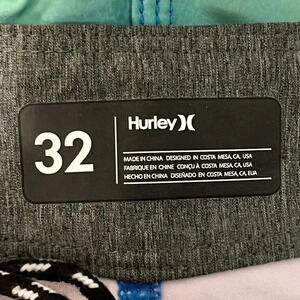 32
Hurley )(
MADE IN CHINA DESIGNED IN COSTA MESA, CA, USA
FABRIQUE EN CHINE CONÇU À COSTA MESA, CA, USA
HECHO EN CHINA DISEÑADO EN COSTA MESA, CA, EUA